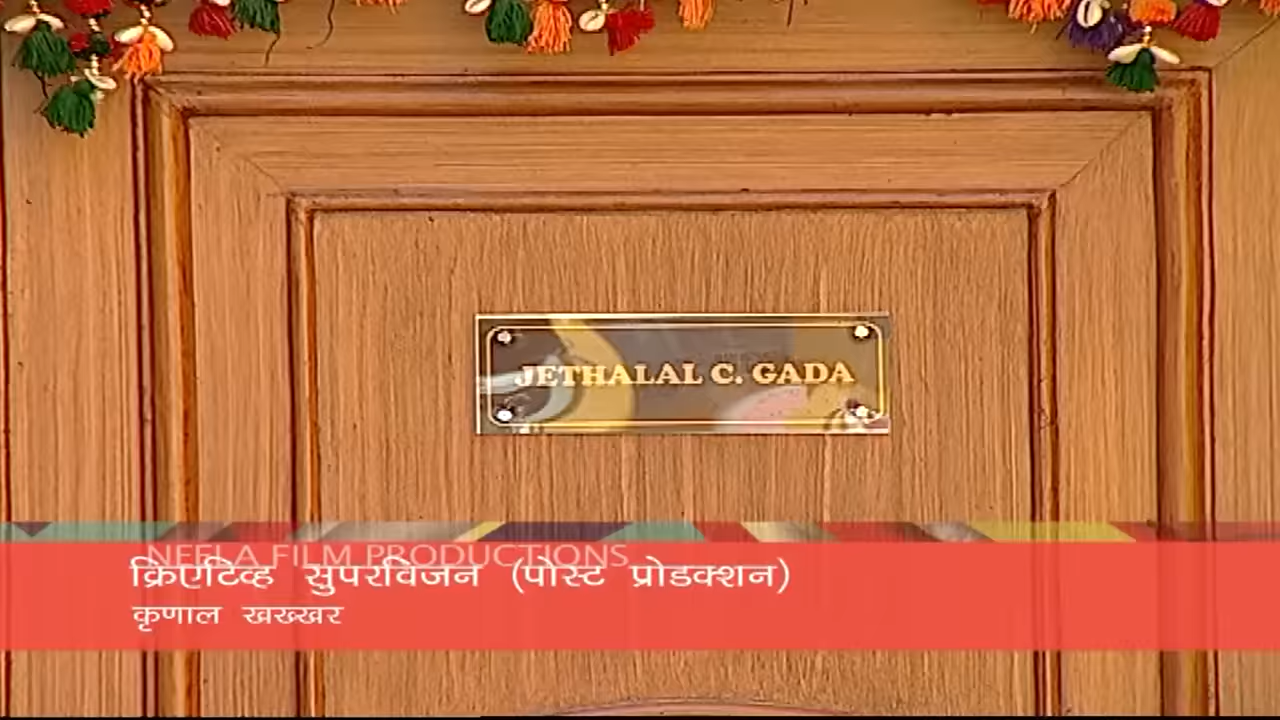 JETHALAL C. GADA
NEELA FILM PRODUCTIONS
क्रिएटिव्ह सुपरविजन (पोस्ट प्रोडक्शन)
कृणाल खख्खर